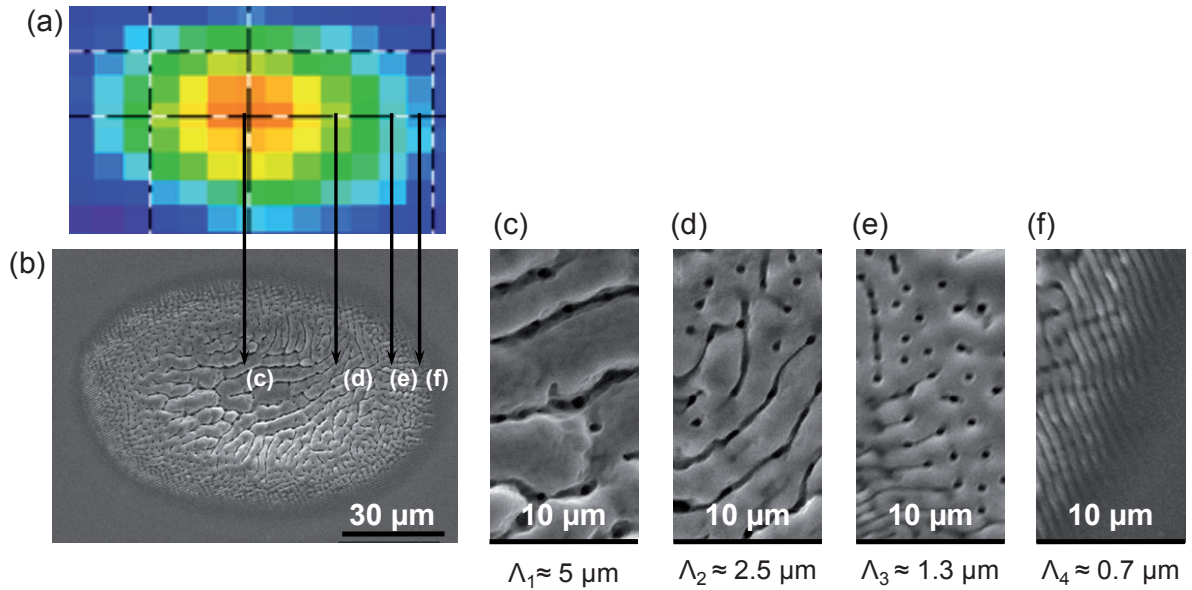 (a)
(b)
(c)
(d)
(e)
(f)
30 µm
(c)
(d)
(e)
(f)
10 µm
10 µm
10 µm
10 µm
Λ1≈ 5 µm
Λ2 ≈ 2.5 µm
Λ3 ≈ 1.3 µm
Λ4 ≈ 0.7 µm